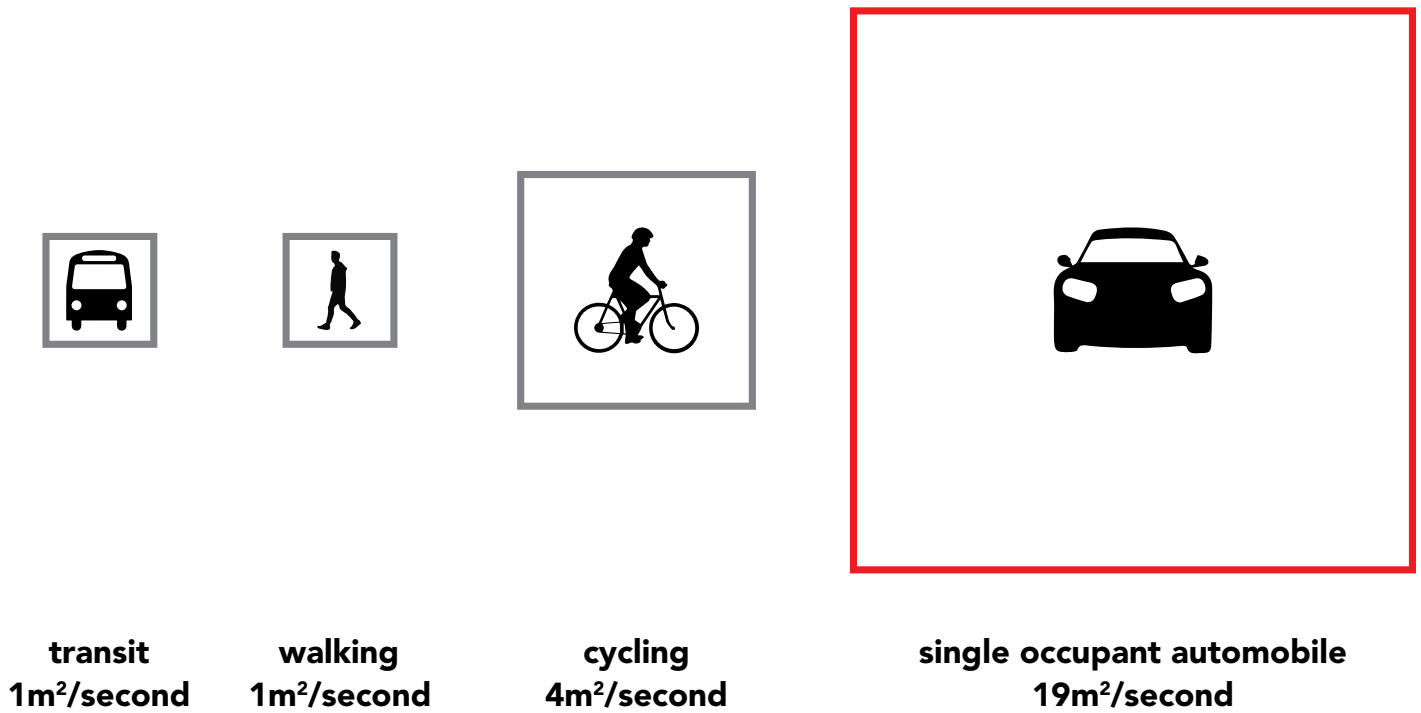 transit
1m²/second
walking
1m²/second
cycling
4m²/second
single occupant automobile
19m²/second